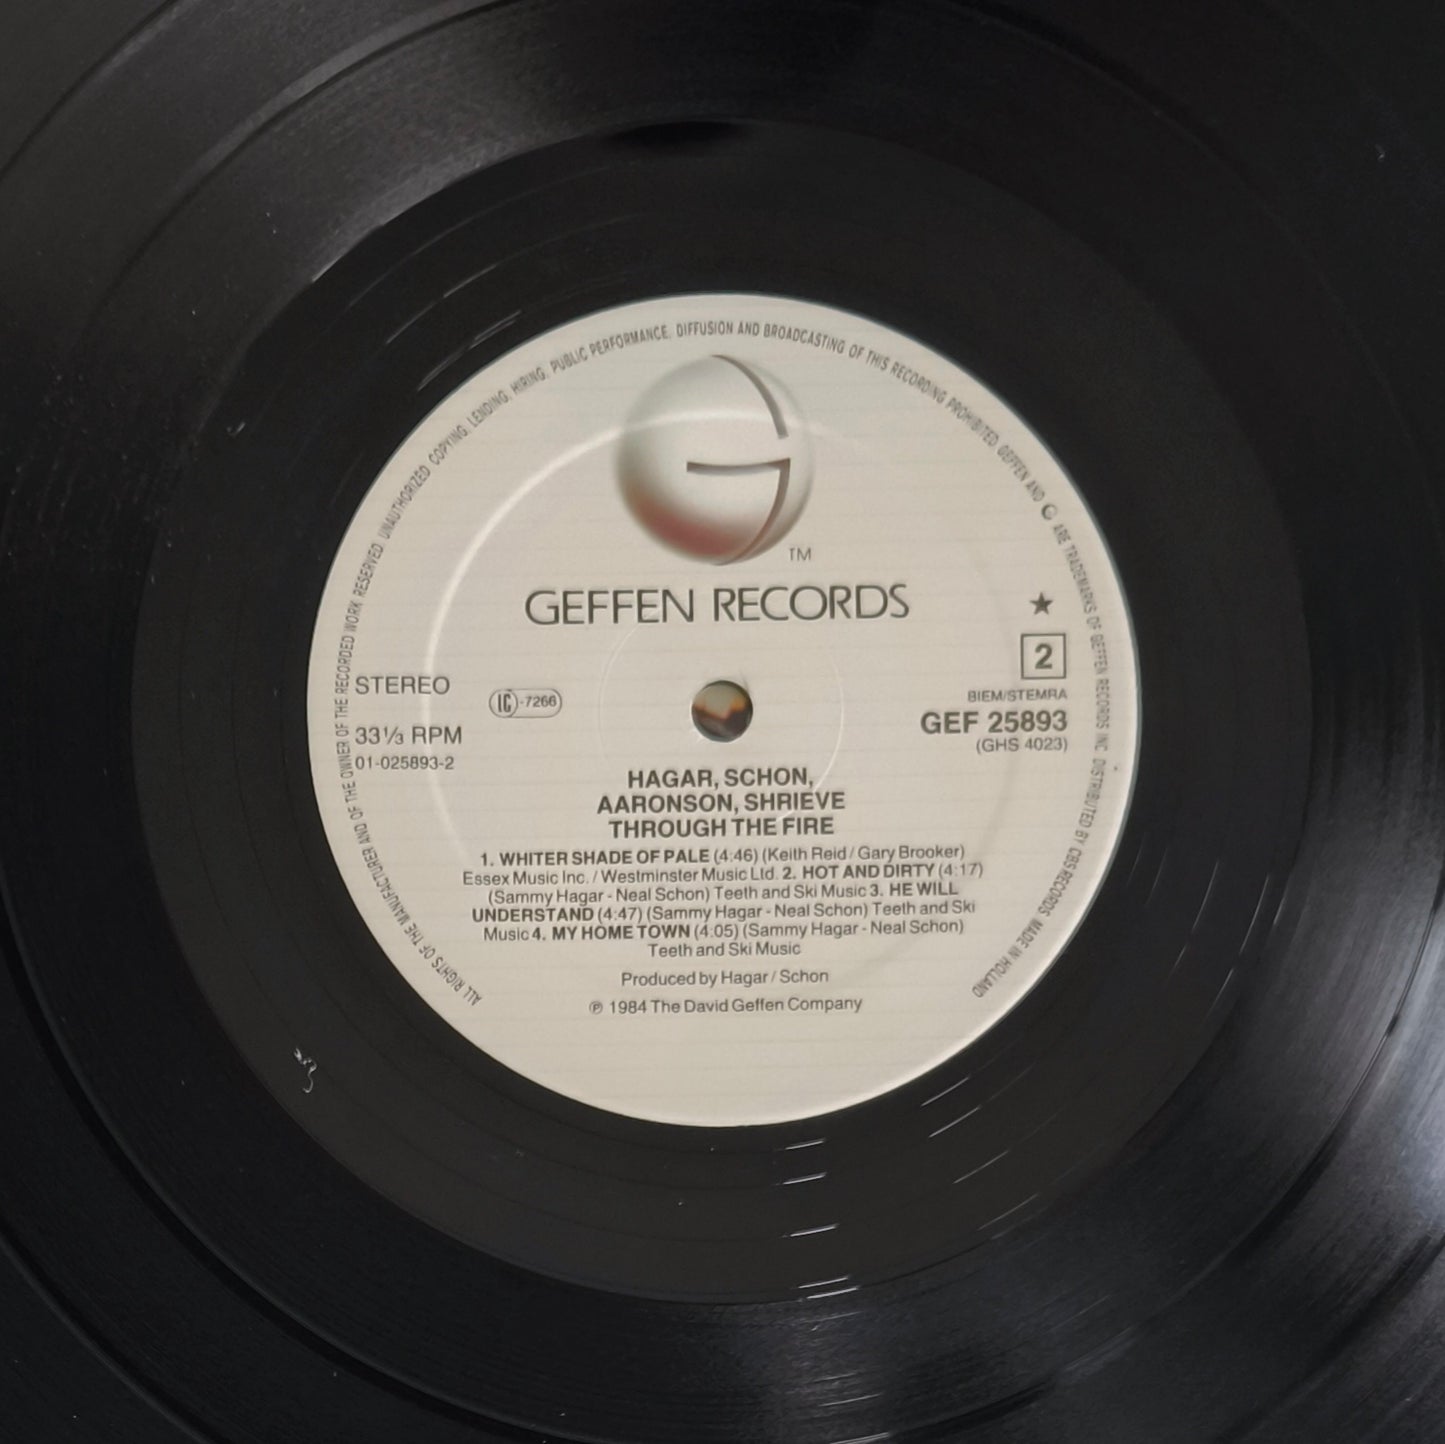 ALL RIGHTS OF THE MANUFACTURER AND OF THE OWNER OF THE RECORDED WORK RESERVED. UNAUTHORIZED COPYING, LENDING, HIRING, PUBLIC PERFORMANCE, DIFFUSION AND BROADCASTING OF THIS RECORDING PROHIBITED. GEFFEN AND G ARE TRADEMARKS OF GEFFEN RECORDS INC. DISTRIBUTED BY CBS RECORDS. MADE IN HOLLAND
TM
GEFFEN RECORDS
★
2
STEREO
LC-7266
BIEM/STEMRA
GEF 25893
(GHS 4023)
33⅓ RPM
01-025893-2
HAGAR, SCHON,
AARONSON, SHRIEVE
THROUGH THE FIRE
1. WHITER SHADE OF PALE (4:46) (Keith Reid / Gary Brooker)
Essex Music Inc. / Westminster Music Ltd. 2. HOT AND DIRTY (4:17)
(Sammy Hagar - Neal Schon) Teeth and Ski Music 3. HE WILL
UNDERSTAND (4:47) (Sammy Hagar - Neal Schon) Teeth and Ski
Music 4. MY HOME TOWN (4:05) (Sammy Hagar - Neal Schon)
Teeth and Ski Music
Produced by Hagar / Schon
℗ 1984 The David Geffen Company